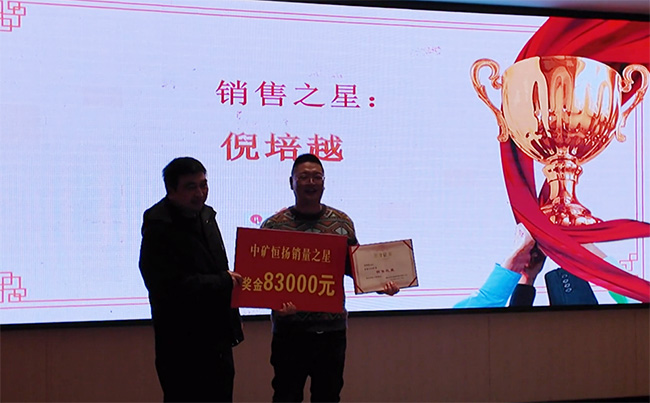 销售之星：
倪培越
中矿恒扬销量之星
奖金83000元